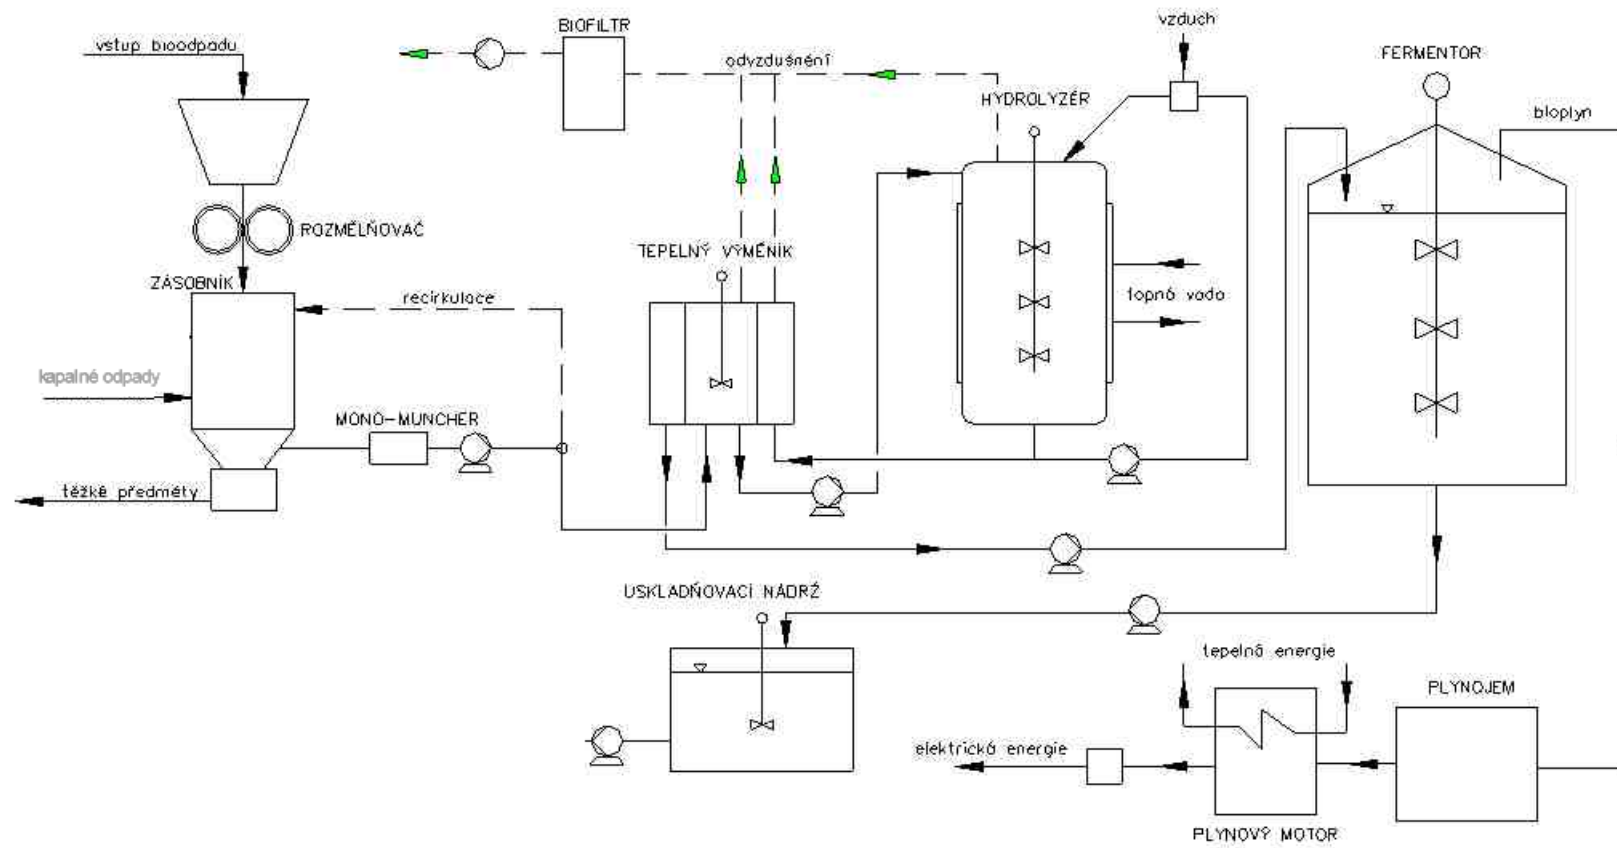 vstup bioodpadu
BIOFILTR
vzduch
odvzdušnění
FERMENTOR
HYDROLYZÉR
bioplyn
ROZMĚLŇOVAČ
TEPELNÝ VÝMĚNÍK
ZÁSOBNÍK
recirkulace
topná voda
kapalné odpady
MONO-MUNCHER
těžké předměty
USKLADŇOVACÍ NÁDRŽ
tepelná energie
PLYNOJEM
elektrická energie
PLYNOVÝ MOTOR